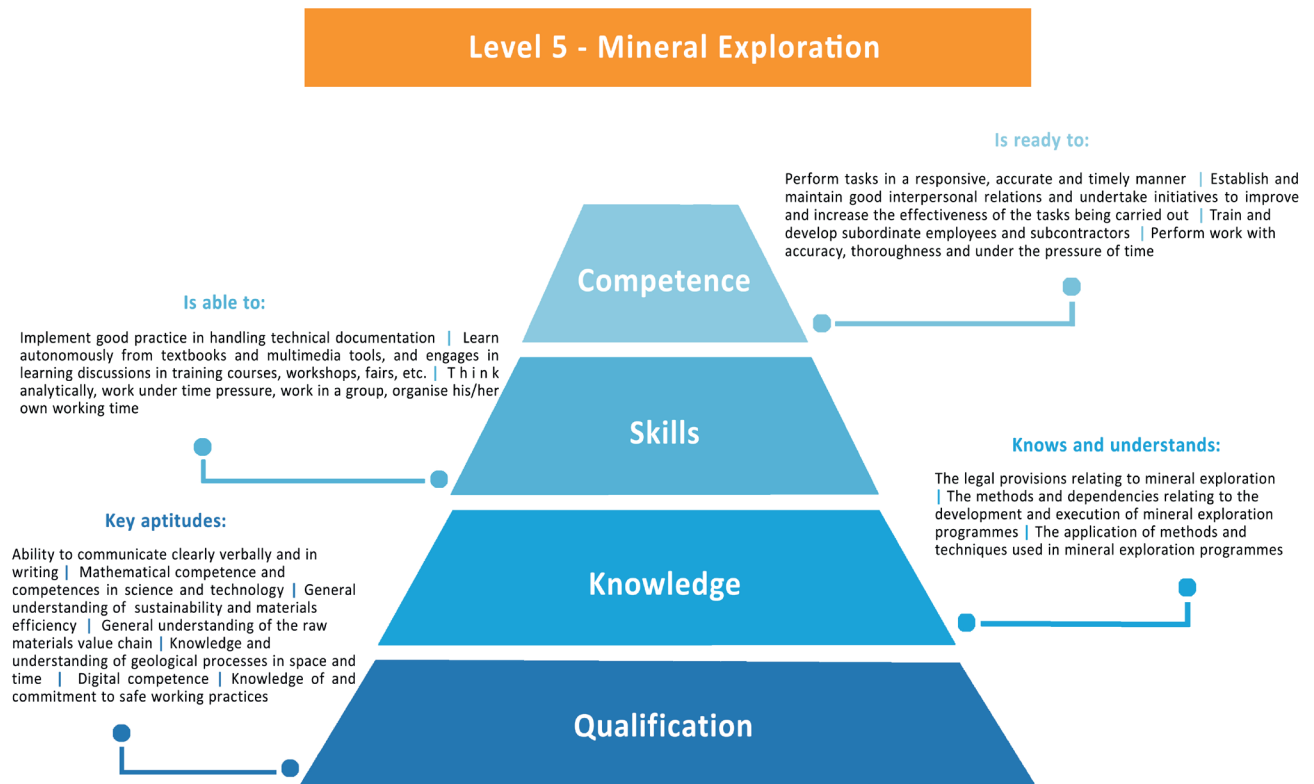 Level 5 - Mineral Exploration
Is ready to:
Perform tasks in a responsive, accurate and timely manner | Establish and
maintain good interpersonal relations and undertake initiatives to improve
and increase the effectiveness of the tasks being carried out | Train and
develop subordinate employees and subcontractors | Perform work with
accuracy, thoroughness and under the pressure of time
Competence
Is able to:
Implement good practice in handling technical documentation | Learn
autonomously from textbooks and multimedia tools, and engages in
learning discussions in training courses, workshops, fairs, etc. | T h i n k
analytically, work under time pressure, work in a group, organise his/her
own working time
Skills
Knows and understands:
The legal provisions relating to mineral exploration
| The methods and dependencies relating to the
development and execution of mineral exploration
programmes | The application of methods and
techniques used in mineral exploration programmes
Knowledge
Key aptitudes:
Ability to communicate clearly verbally and in
writing | Mathematical competence and
competences in science and technology | General
understanding of sustainability and materials
efficiency | General understanding of the raw
materials value chain | Knowledge and
understanding of geological processes in space and
time | Digital competence | Knowledge of and
commitment to safe working practices
Qualification